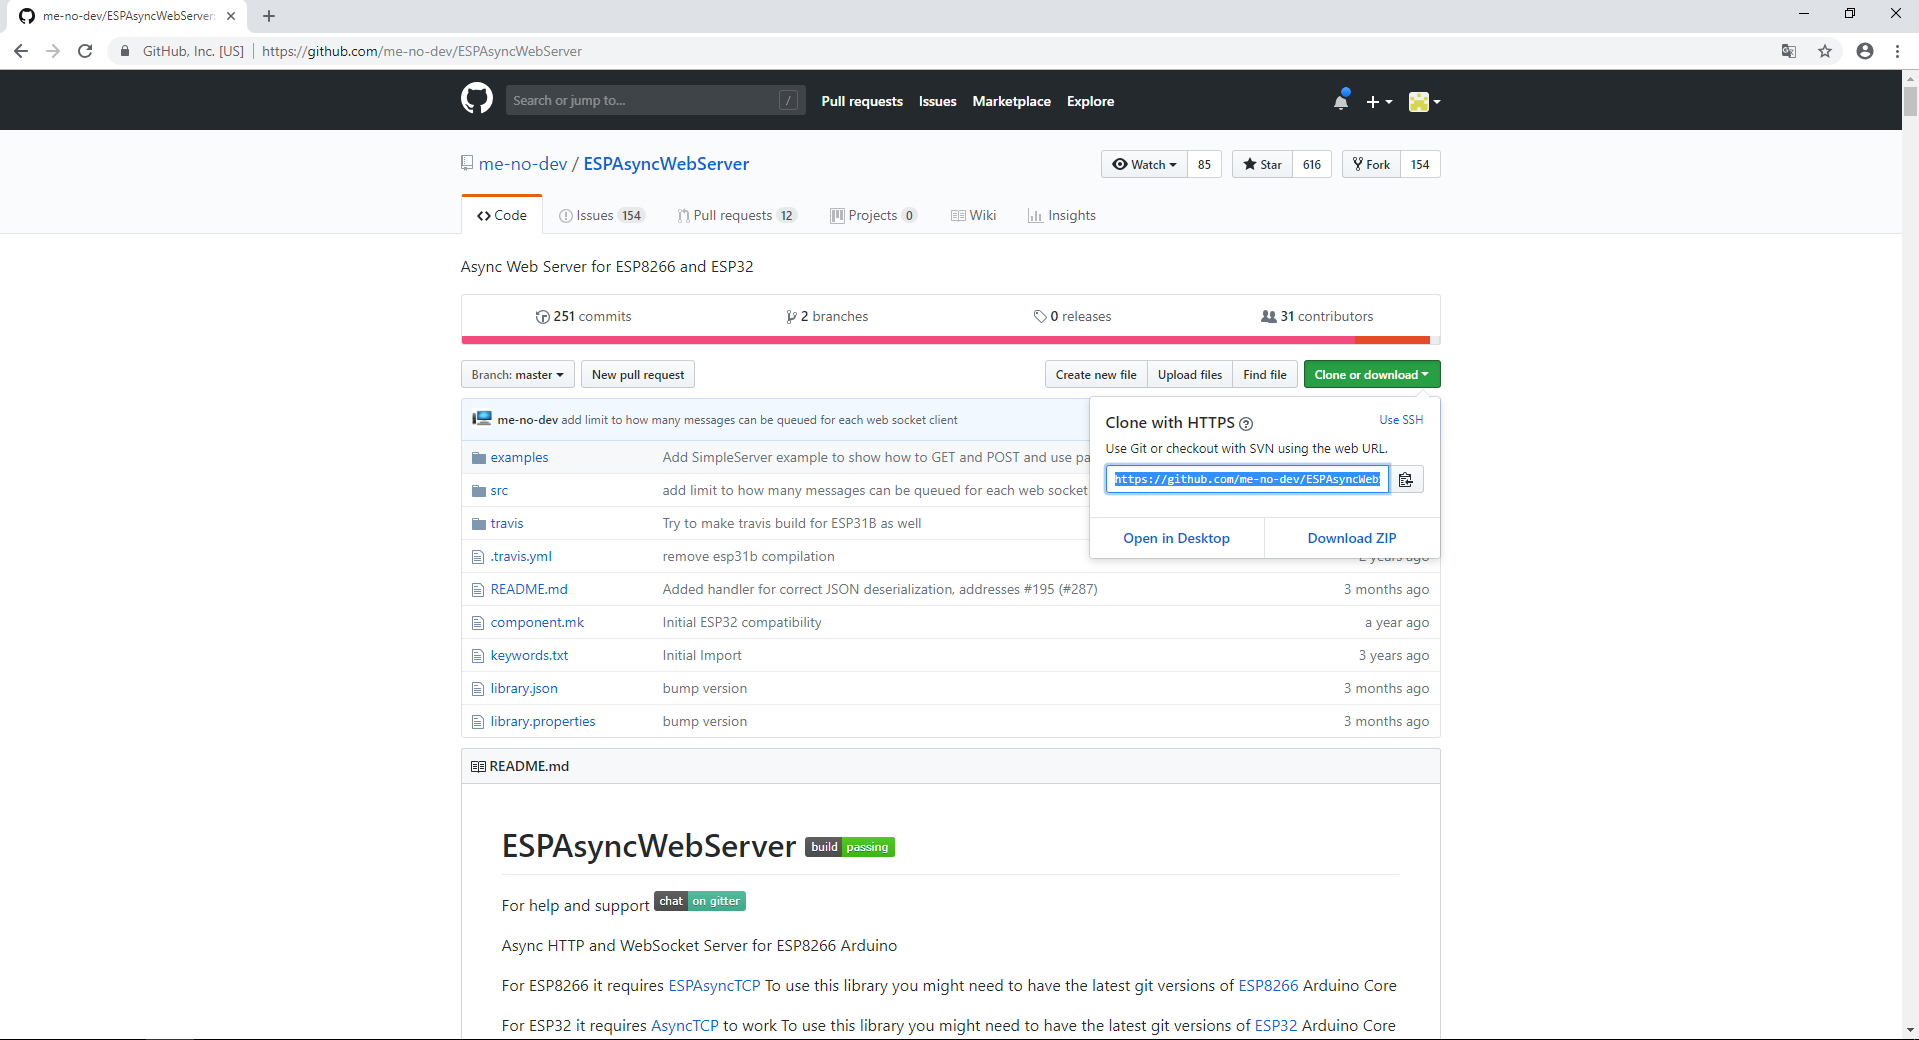 me-no-dev/ESPAsyncWebServer:
GitHub, Inc. [US] | https://github.com/me-no-dev/ESPAsyncWebServer
Search or jump to... / Pull requests Issues Marketplace Explore
me-no-dev / ESPAsyncWebServer Watch 85 Star 616 Fork 154
Code Issues 154 Pull requests 12 Projects 0 Wiki Insights
Async Web Server for ESP8266 and ESP32
251 commits 2 branches 0 releases 31 contributors
Branch: master New pull request Create new file Upload files Find file Clone or download
me-no-dev add limit to how many messages can be queued for each web socket client
Clone with HTTPS Use SSH
Use Git or checkout with SVN using the web URL.
https://github.com/me-no-dev/ESPAsyncWebS
Open in Desktop Download ZIP
examples Add SimpleServer example to show how to GET and POST and use pa
src add limit to how many messages can be queued for each web socket
travis Try to make travis build for ESP31B as well
.travis.yml remove esp31b compilation 2 years ago
README.md Added handler for correct JSON deserialization, addresses #195 (#287) 3 months ago
component.mk Initial ESP32 compatibility a year ago
keywords.txt Initial Import 3 years ago
library.json bump version 3 months ago
library.properties bump version 3 months ago
README.md
ESPAsyncWebServer build passing
For help and support chat on gitter
Async HTTP and WebSocket Server for ESP8266 Arduino
For ESP8266 it requires ESPAsyncTCP To use this library you might need to have the latest git versions of ESP8266 Arduino Core
For ESP32 it requires AsyncTCP to work To use this library you might need to have the latest git versions of ESP32 Arduino Core